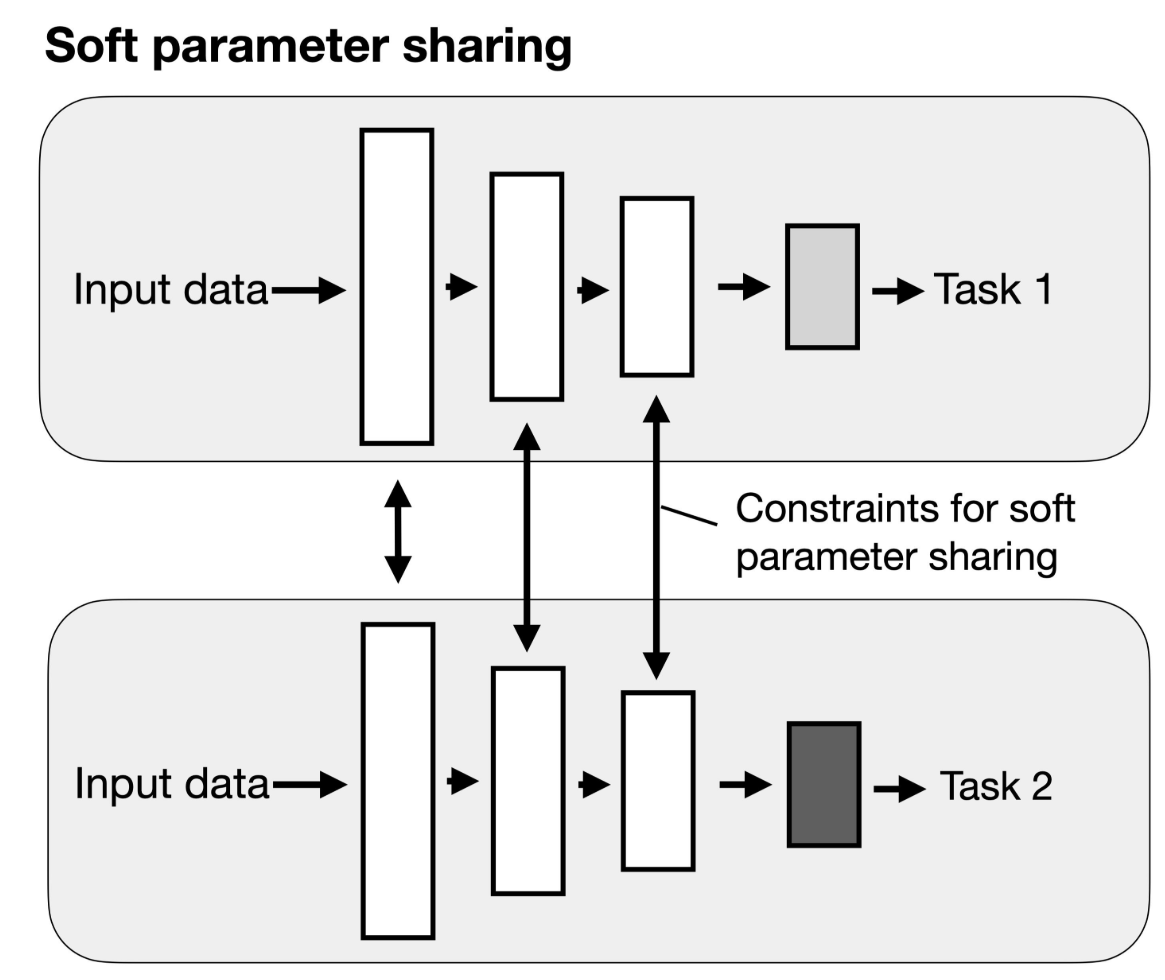 Soft parameter sharing
Input data
Task 1
Constraints for soft
parameter sharing
Input data
Task 2